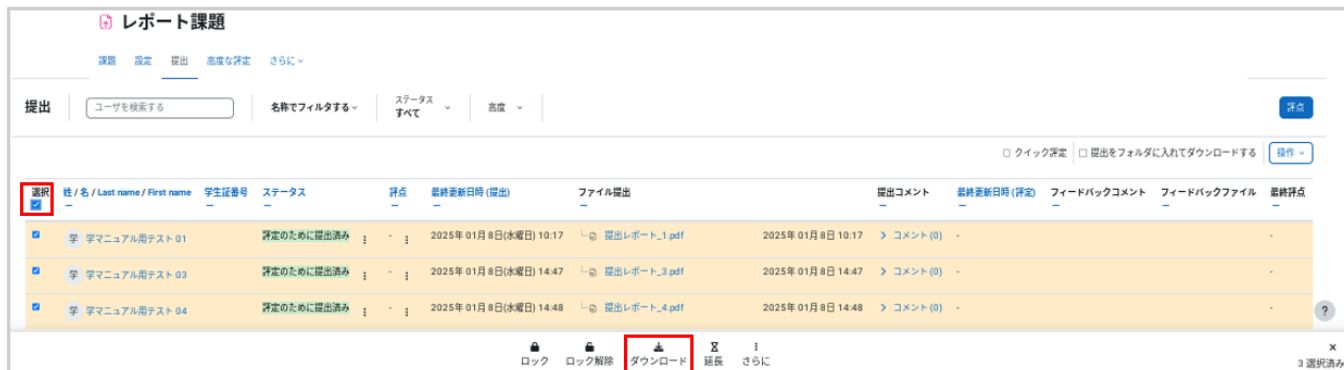 レポート課題
課題 設定 提出 高度な評定 さらに
提出 ユーザを検索する 名称でフィルタする ステータス すべて 高度 評点
クイック評定 提出をフォルダに入れてダウンロードする 操作
選択 姓 / 名 / Last name / First name 学生証番号 ステータス 評点 最終更新日時 (提出) ファイル提出 提出コメント 最終更新日時 (評定) フィードバックコメント フィードバックファイル 最終評点
学 学マニュアル用テスト 01 評定のために提出済み - 2025年 01月 8日(水曜日) 10:17 提出レポート_1.pdf 2025年 01月 8日 10:17 コメント (0) - -
学 学マニュアル用テスト 03 評定のために提出済み - 2025年 01月 8日(水曜日) 14:47 提出レポート_3.pdf 2025年 01月 8日 14:47 コメント (0) - -
学 学マニュアル用テスト 04 評定のために提出済み - 2025年 01月 8日(水曜日) 14:48 提出レポート_4.pdf 2025年 01月 8日 14:48 コメント (0) - -
?
ロック ロック解除 ダウンロード 延長 さらに
3 選択済み